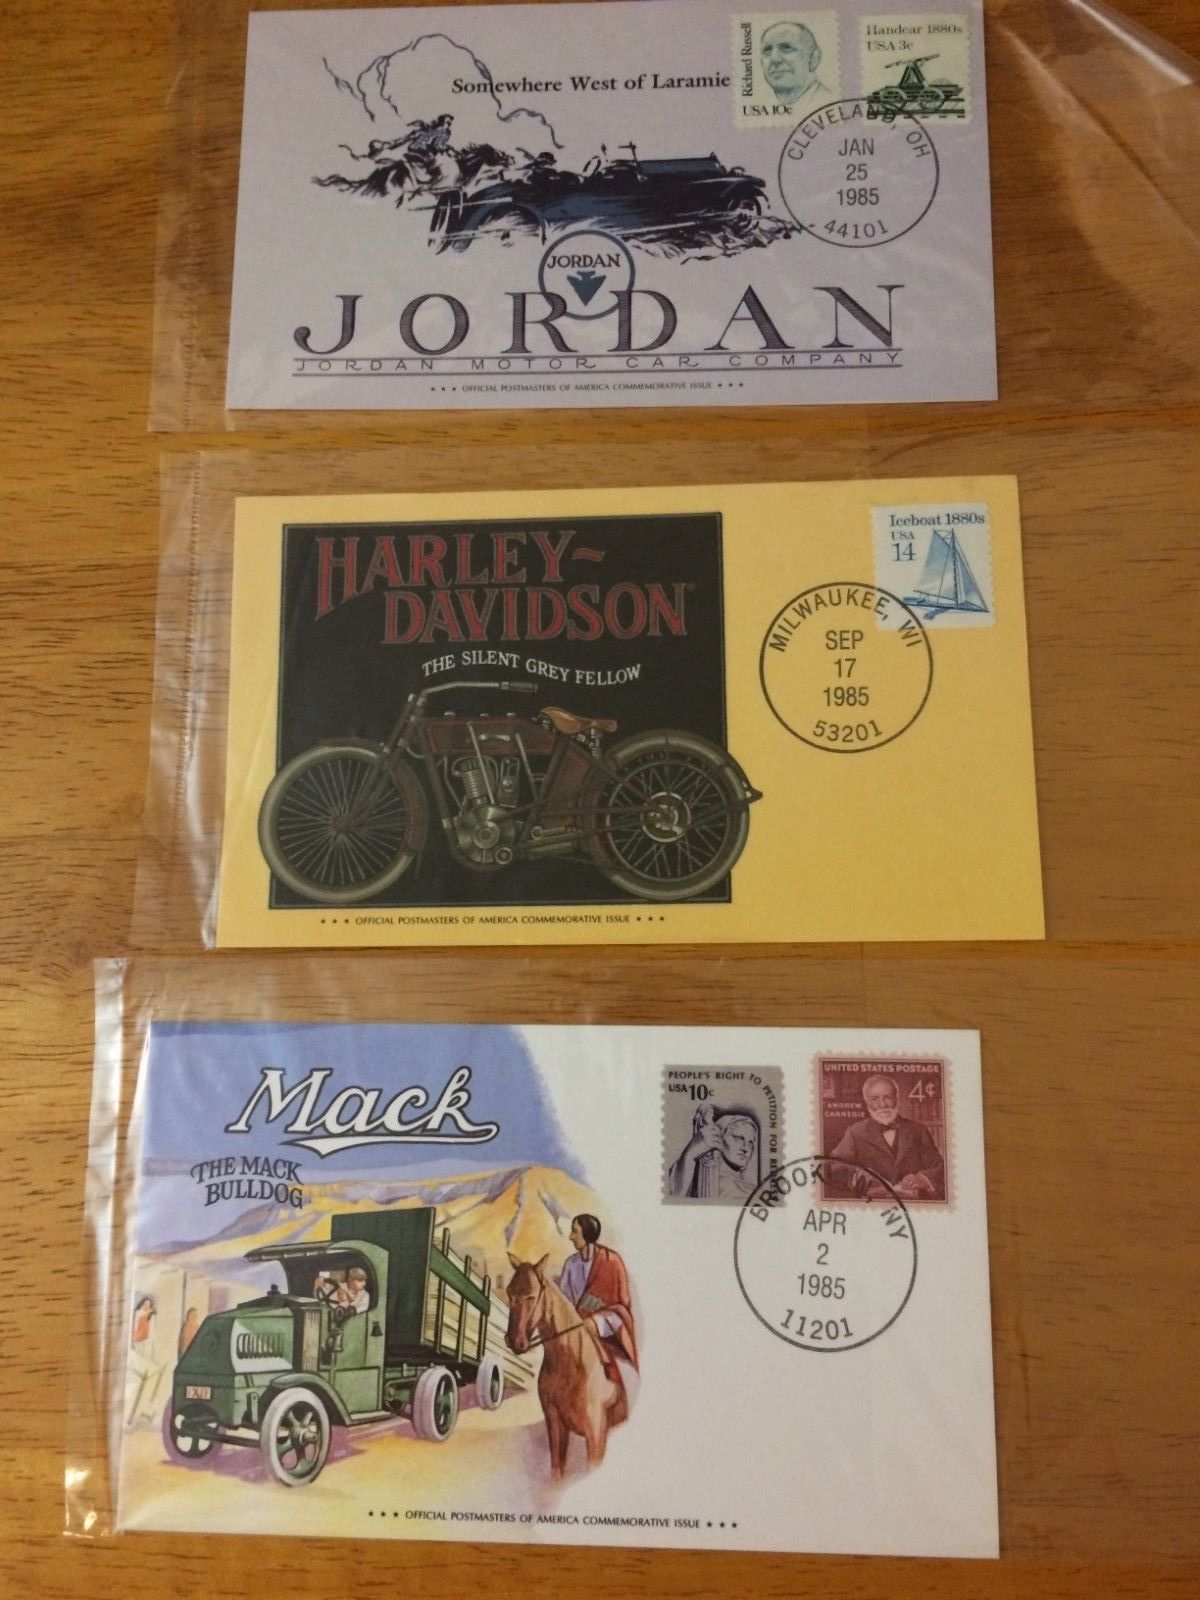 Somewhere West of Laramie
Richard Russell
USA 10c
Handcar 1880s
USA 3c
CLEVELAND, OH
JAN
25
1985
44101
JORDAN
JORDAN
JORDAN MOTOR CAR COMPANY
★ ★ ★ OFFICIAL POSTMASTERS OF AMERICA COMMEMORATIVE ISSUE ★ ★ ★
HARLEY-
DAVIDSON
THE SILENT GREY FELLOW
Iceboat 1880s
USA
14
MILWAUKEE, WI
SEP
17
1985
53201
★ ★ ★ OFFICIAL POSTMASTERS OF AMERICA COMMEMORATIVE ISSUE ★ ★ ★
Mack
THE MACK
BULLDOG
PEOPLE'S RIGHT TO PETITION FOR REDRESS
USA 10c
UNITED STATES POSTAGE
4¢
ANDREW
CARNEGIE
BROOKLYN, NY
APR
2
1985
11201
★ ★ ★ OFFICIAL POSTMASTERS OF AMERICA COMMEMORATIVE ISSUE ★ ★ ★